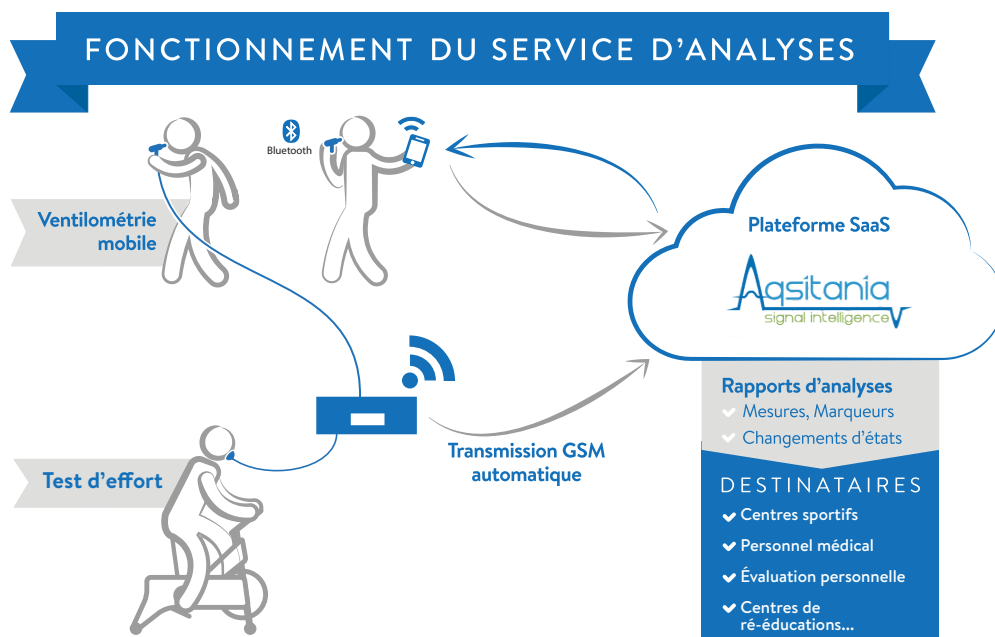 FONCTIONNEMENT DU SERVICE D'ANALYSES
Bluetooth
Ventilométrie
mobile
Plateforme SaaS
Aqsitania
signal intelligence
Rapports d'analyses
Mesures, Marqueurs
Changements d'états
Transmission GSM
automatique
Test d'effort
DESTINATAIRES
Centres sportifs
Personnel médical
Évaluation personnelle
Centres de
ré-éducations...